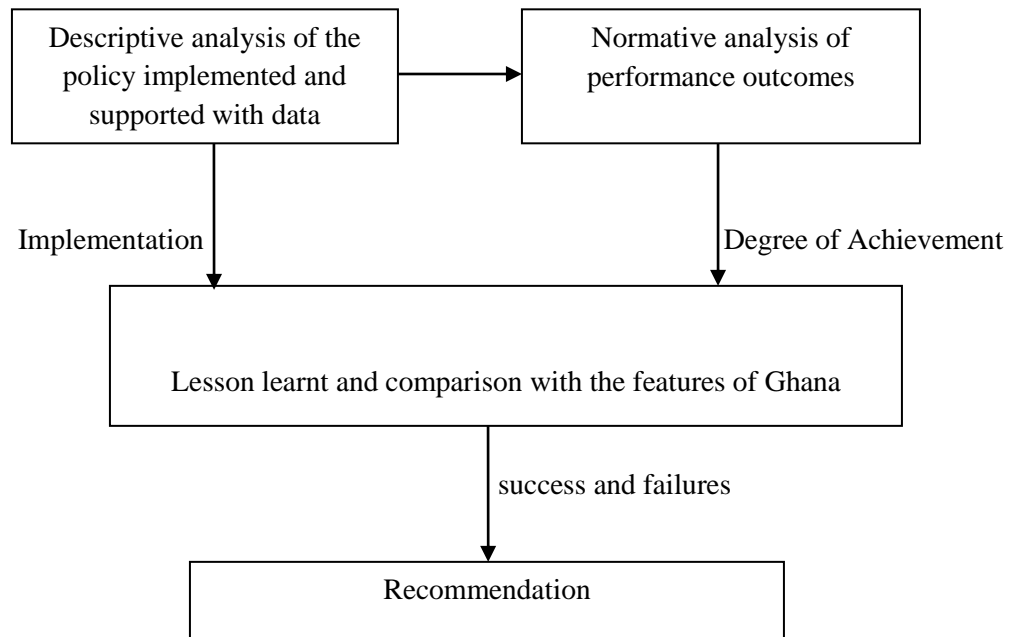 Descriptive analysis of the
policy implemented and
supported with data
Normative analysis of
performance outcomes
Implementation
Degree of Achievement
Lesson learnt and comparison with the features of Ghana
success and failures
Recommendation